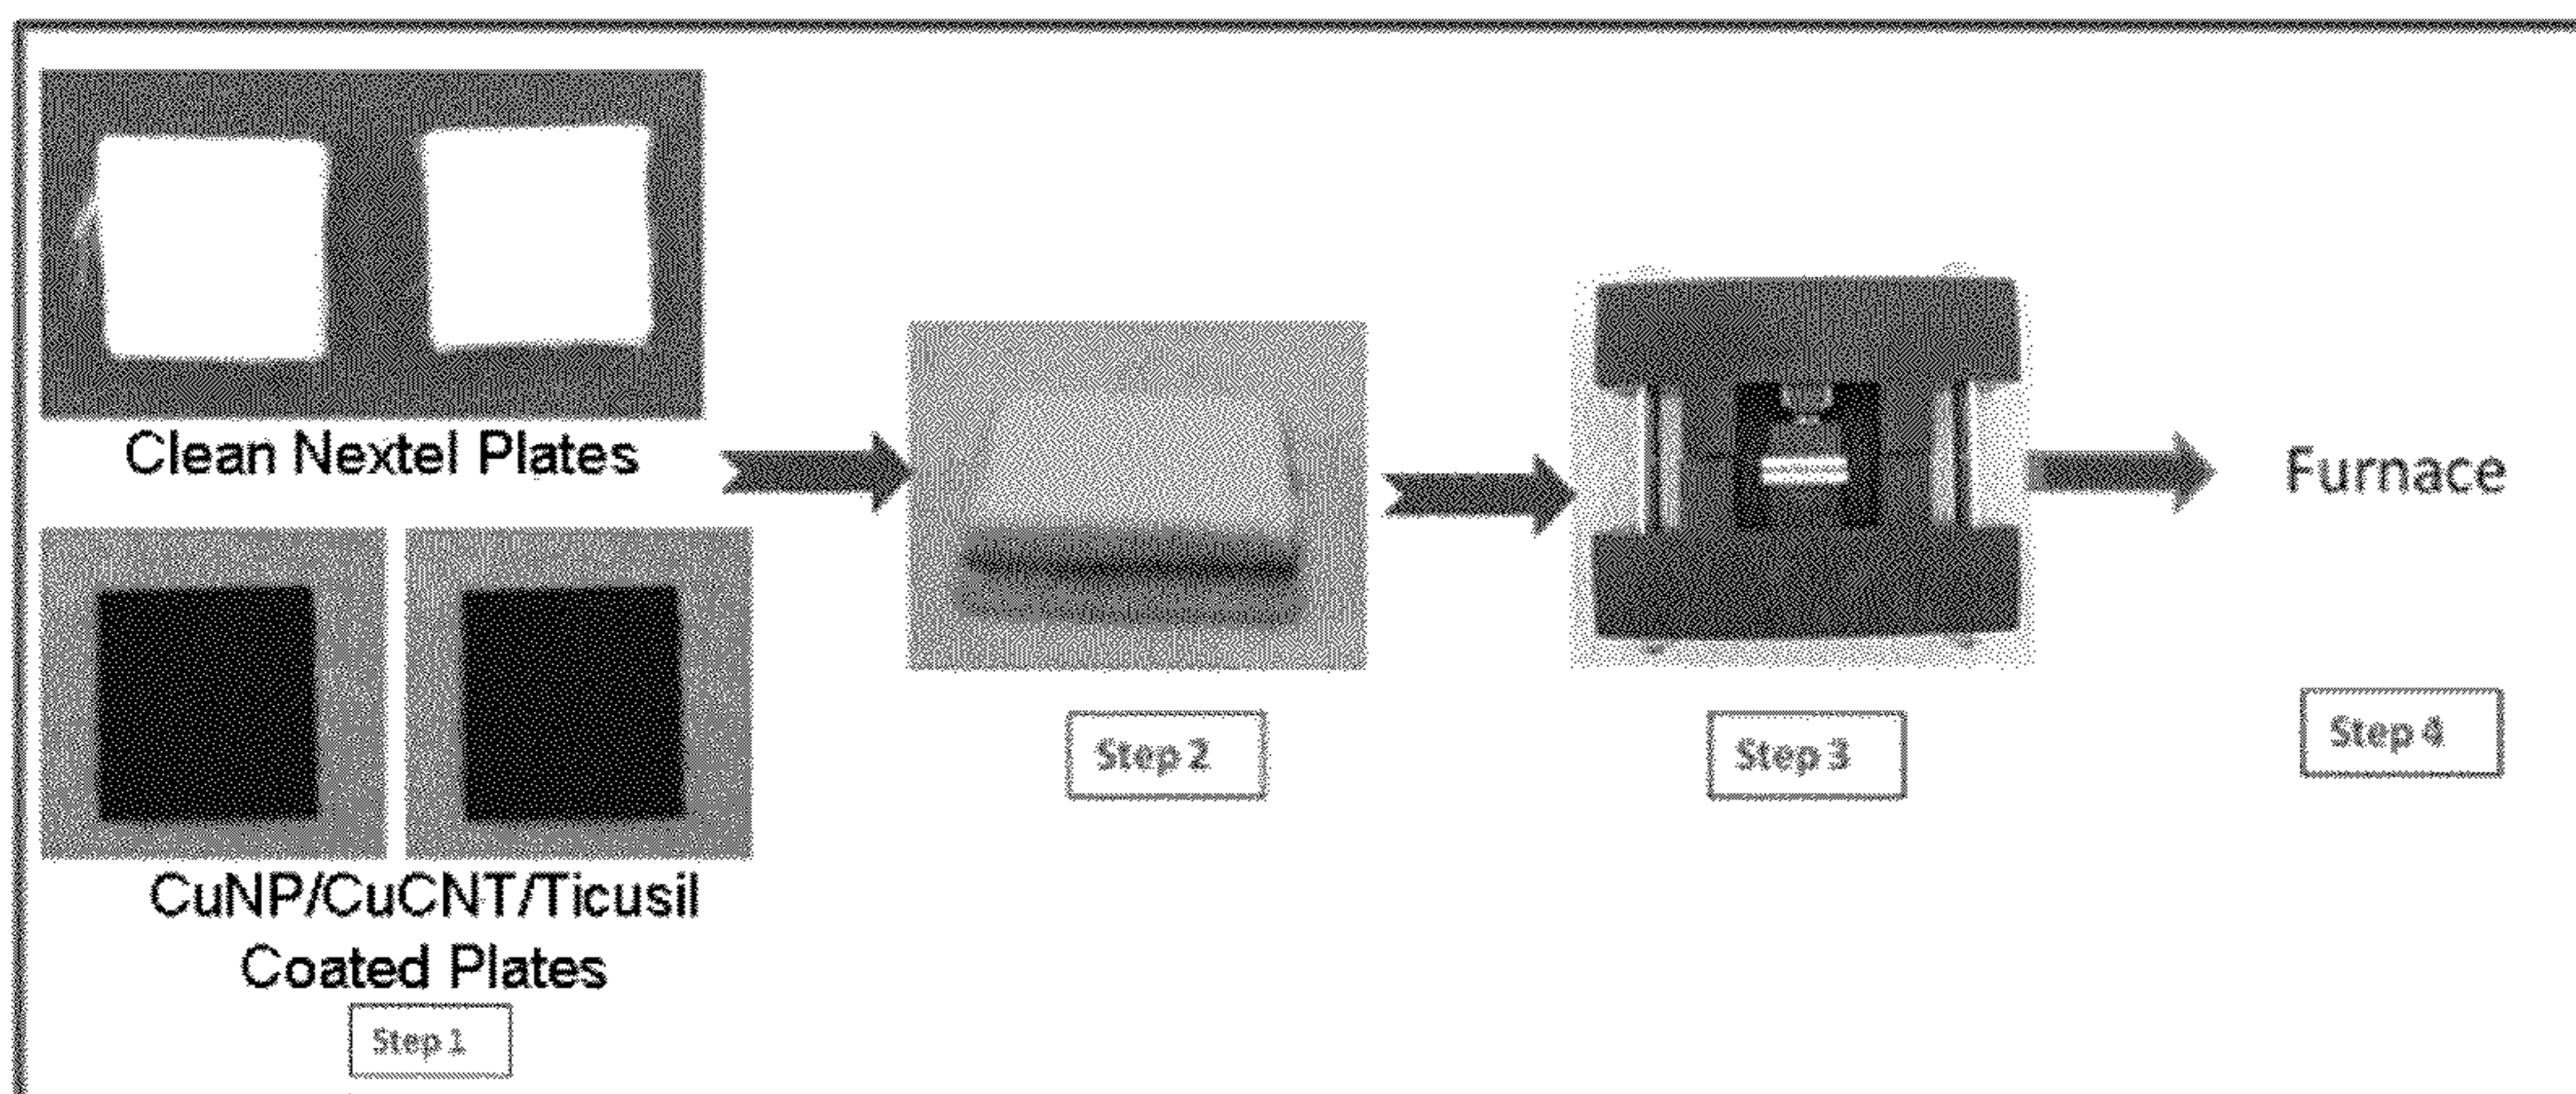 Clean Nextel Plates
CuNP/CuCNT/Ticusil
Coated Plates
Step 1
Step 2
Step 3
Furnace
Step 4